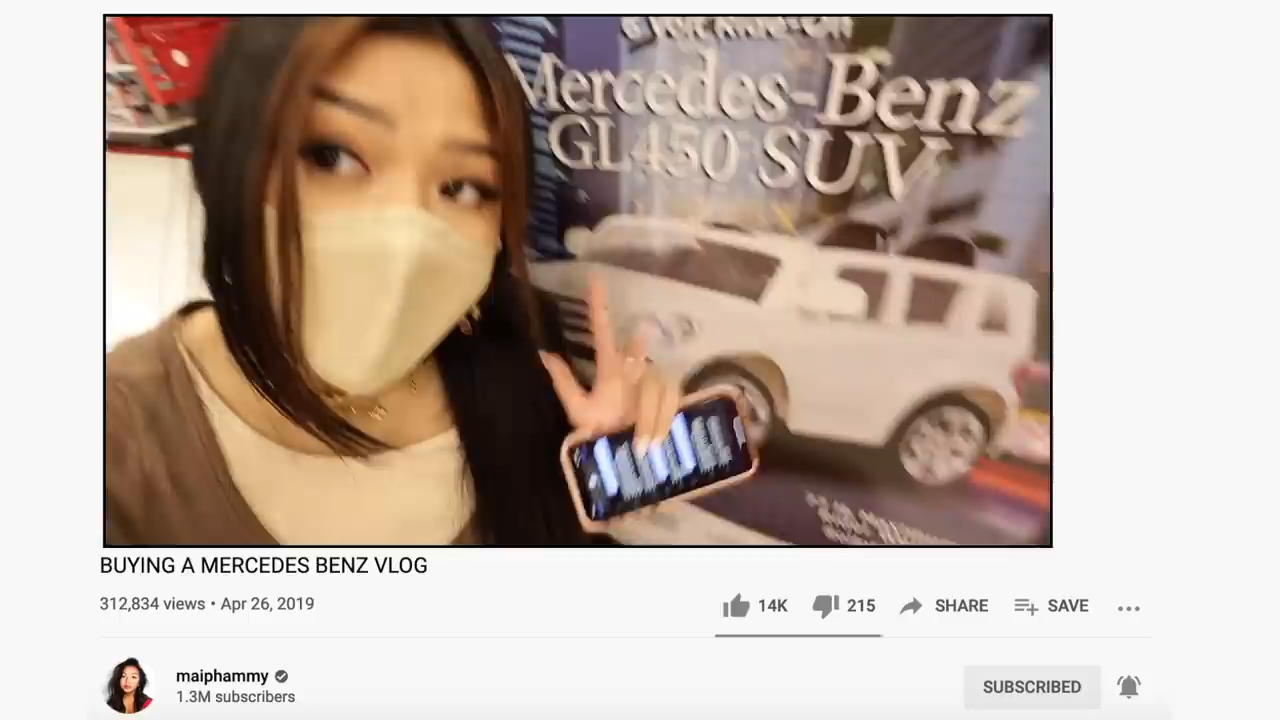 Mercedes-Benz
GL450 SUV
BUYING A MERCEDES BENZ VLOG
312,834 views • Apr 26, 2019
14K
215
SHARE
SAVE
maiphammy
1.3M subscribers
SUBSCRIBED